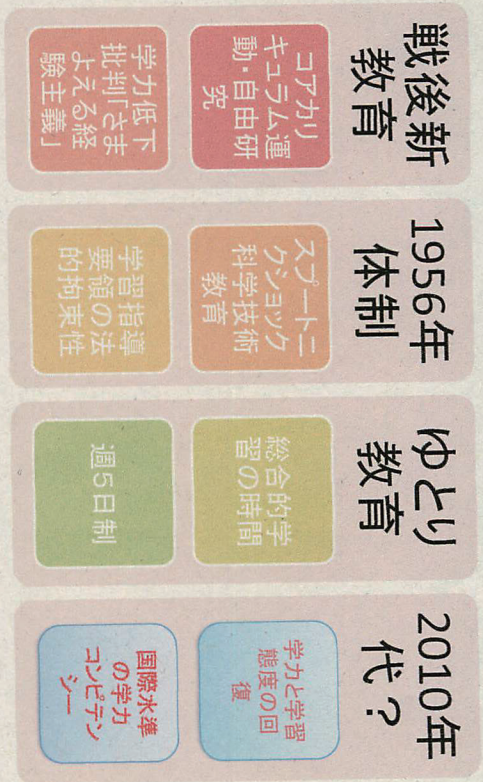 戦後新
教育
コアカリ
キュラム運
動・自由研
究
学力低下
批判「さま
よえる経
験主義」
1956年
体制
スプートニ
クショック
科学技術
教育
学習指導
要領の法
的拘束性
ゆとり
教育
総合的学
習の時間
週5日制
2010年
代？
学力と学習
態度の回
復
国際水準
の学力
コンピテン
シー